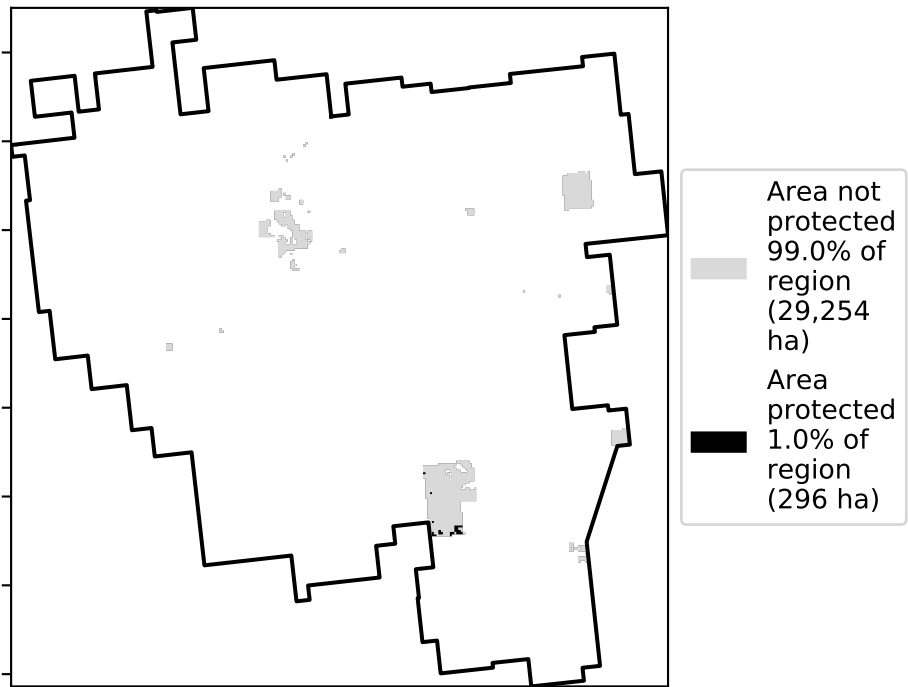 Area not
protected
99.0% of
region
(29,254
ha)
Area
protected
1.0% of
region
(296 ha)